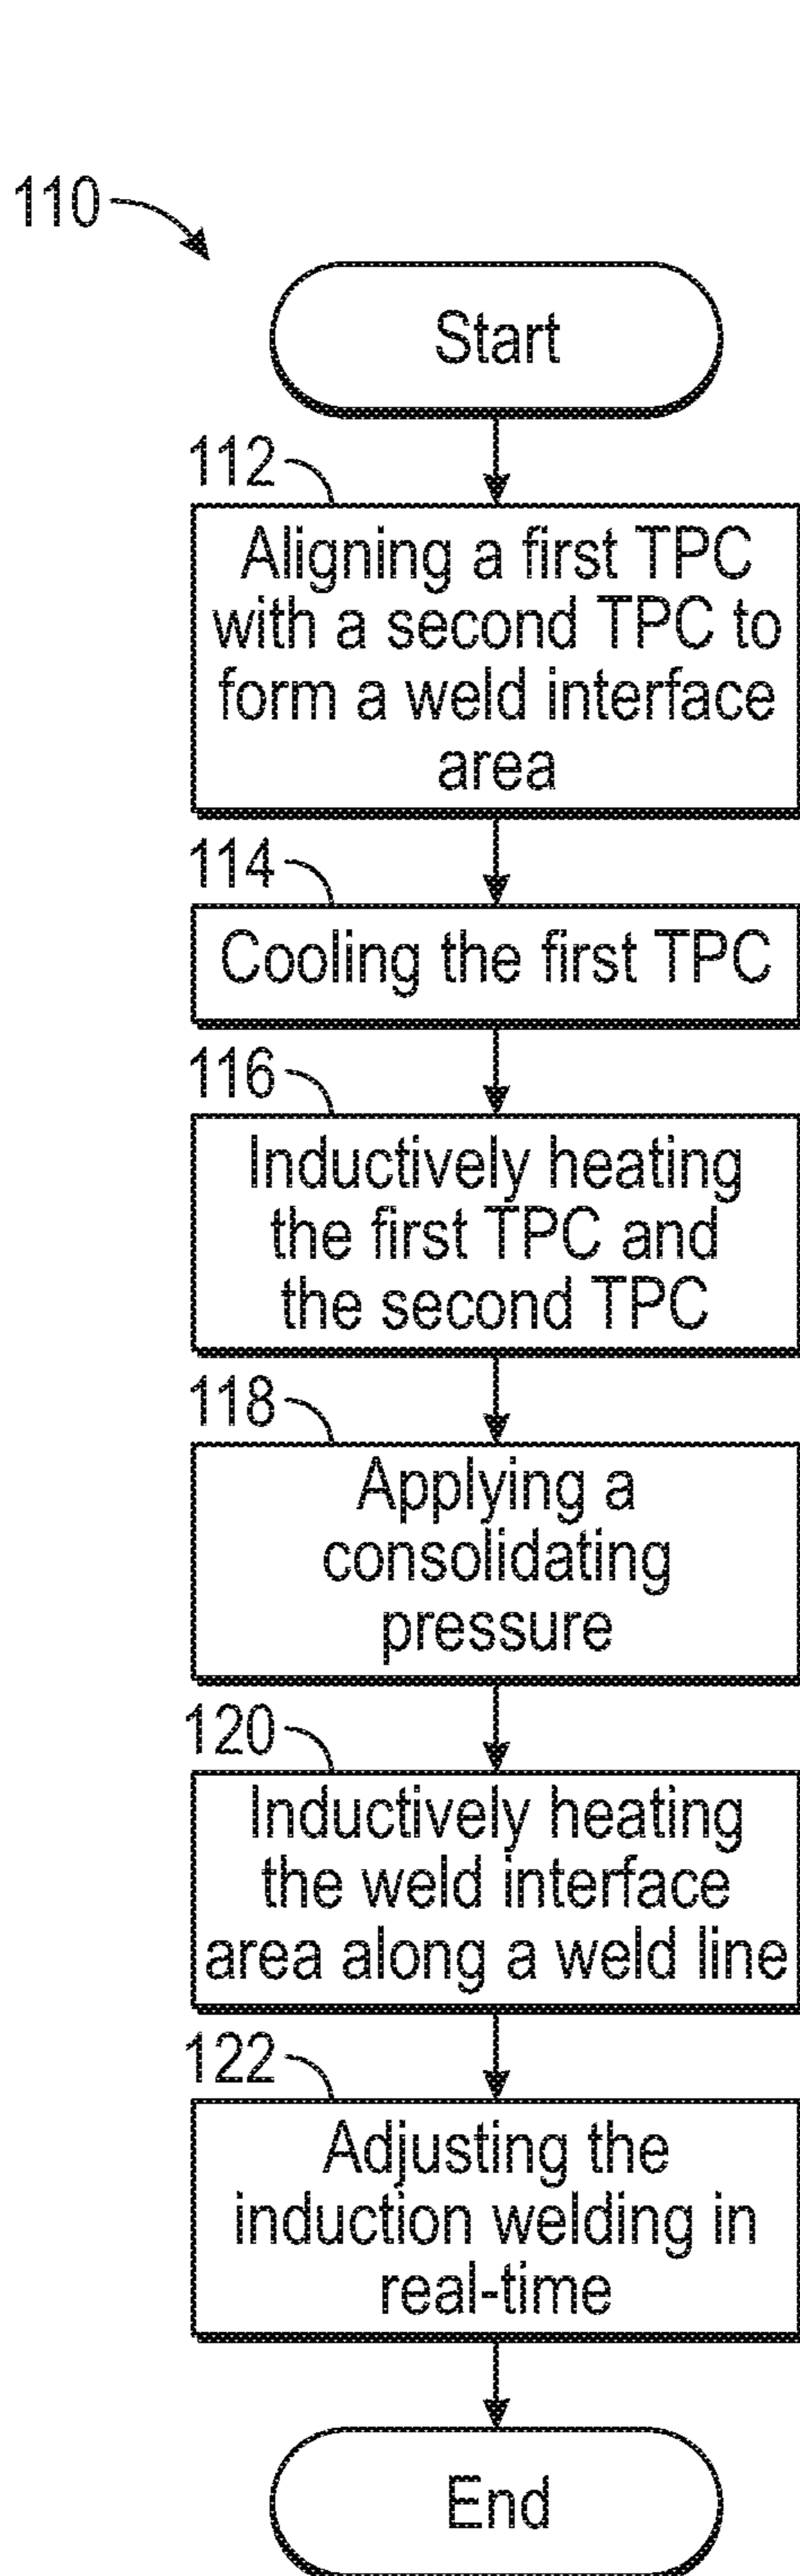 110
Start
112
Aligning a first TPC
with a second TPC to
form a weld interface
area
114
Cooling the first TPC
116
Inductively heating
the first TPC and
the second TPC
118
Applying a
consolidating
pressure
120
Inductively heating
the weld interface
area along a weld line
122
Adjusting the
induction welding in
real-time
End